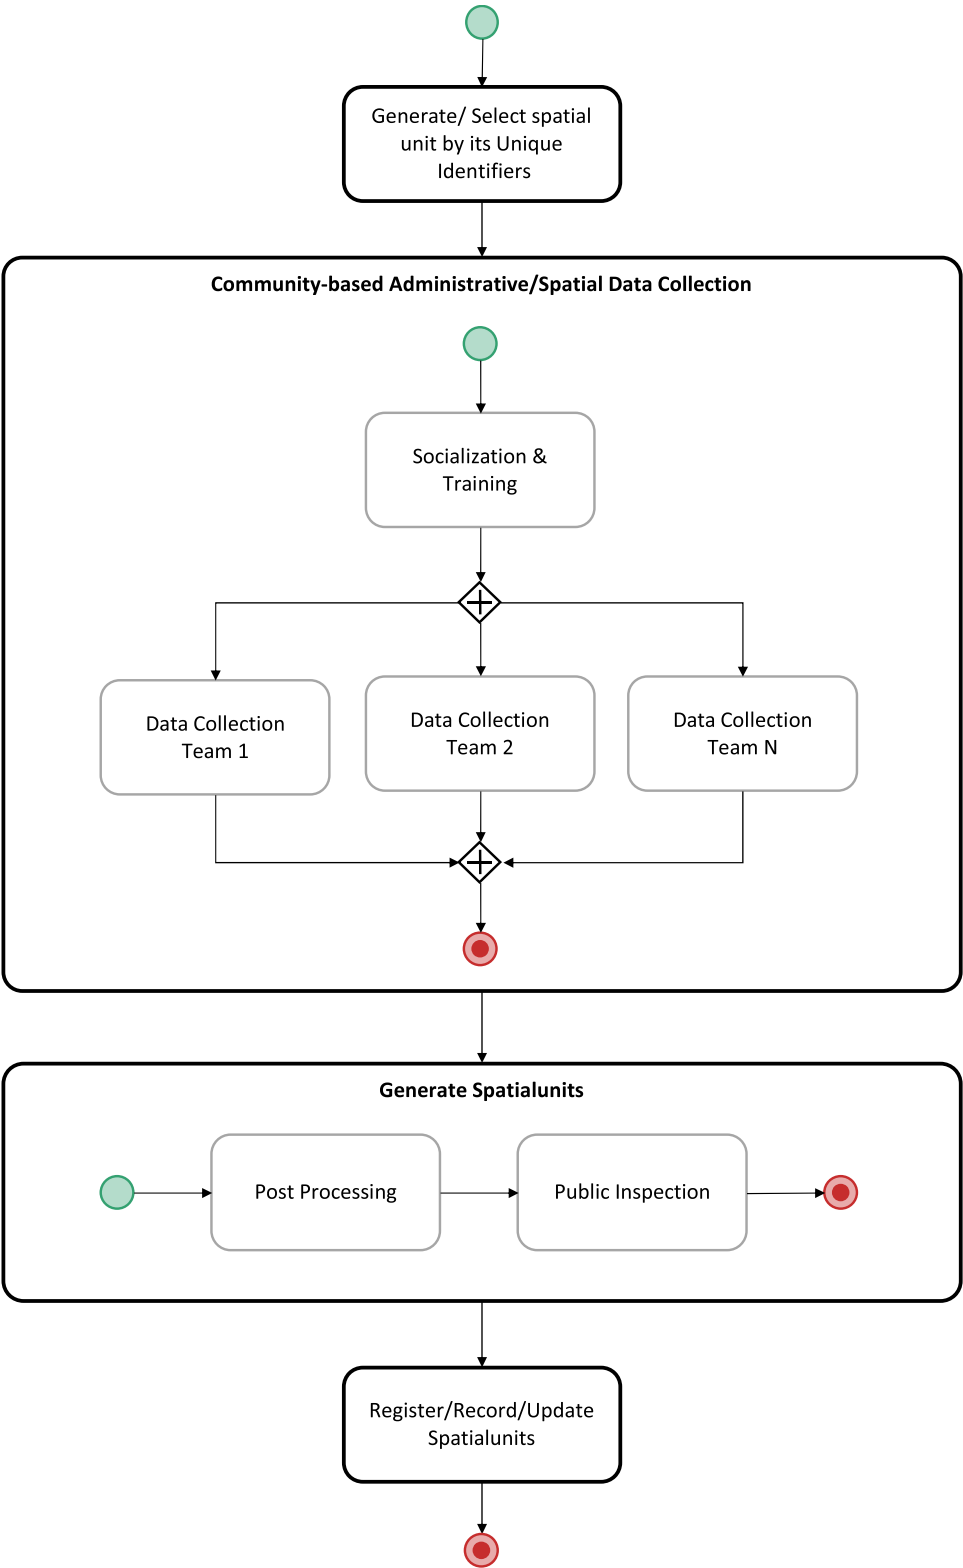 Generate/ Select spatial
unit by its Unique
Identifiers
Community-based Administrative/Spatial Data Collection
Socialization &
Training
Data Collection
Team 1
Data Collection
Team 2
Data Collection
Team N
Generate Spatialunits
Post Processing
Public Inspection
Register/Record/Update
Spatialunits